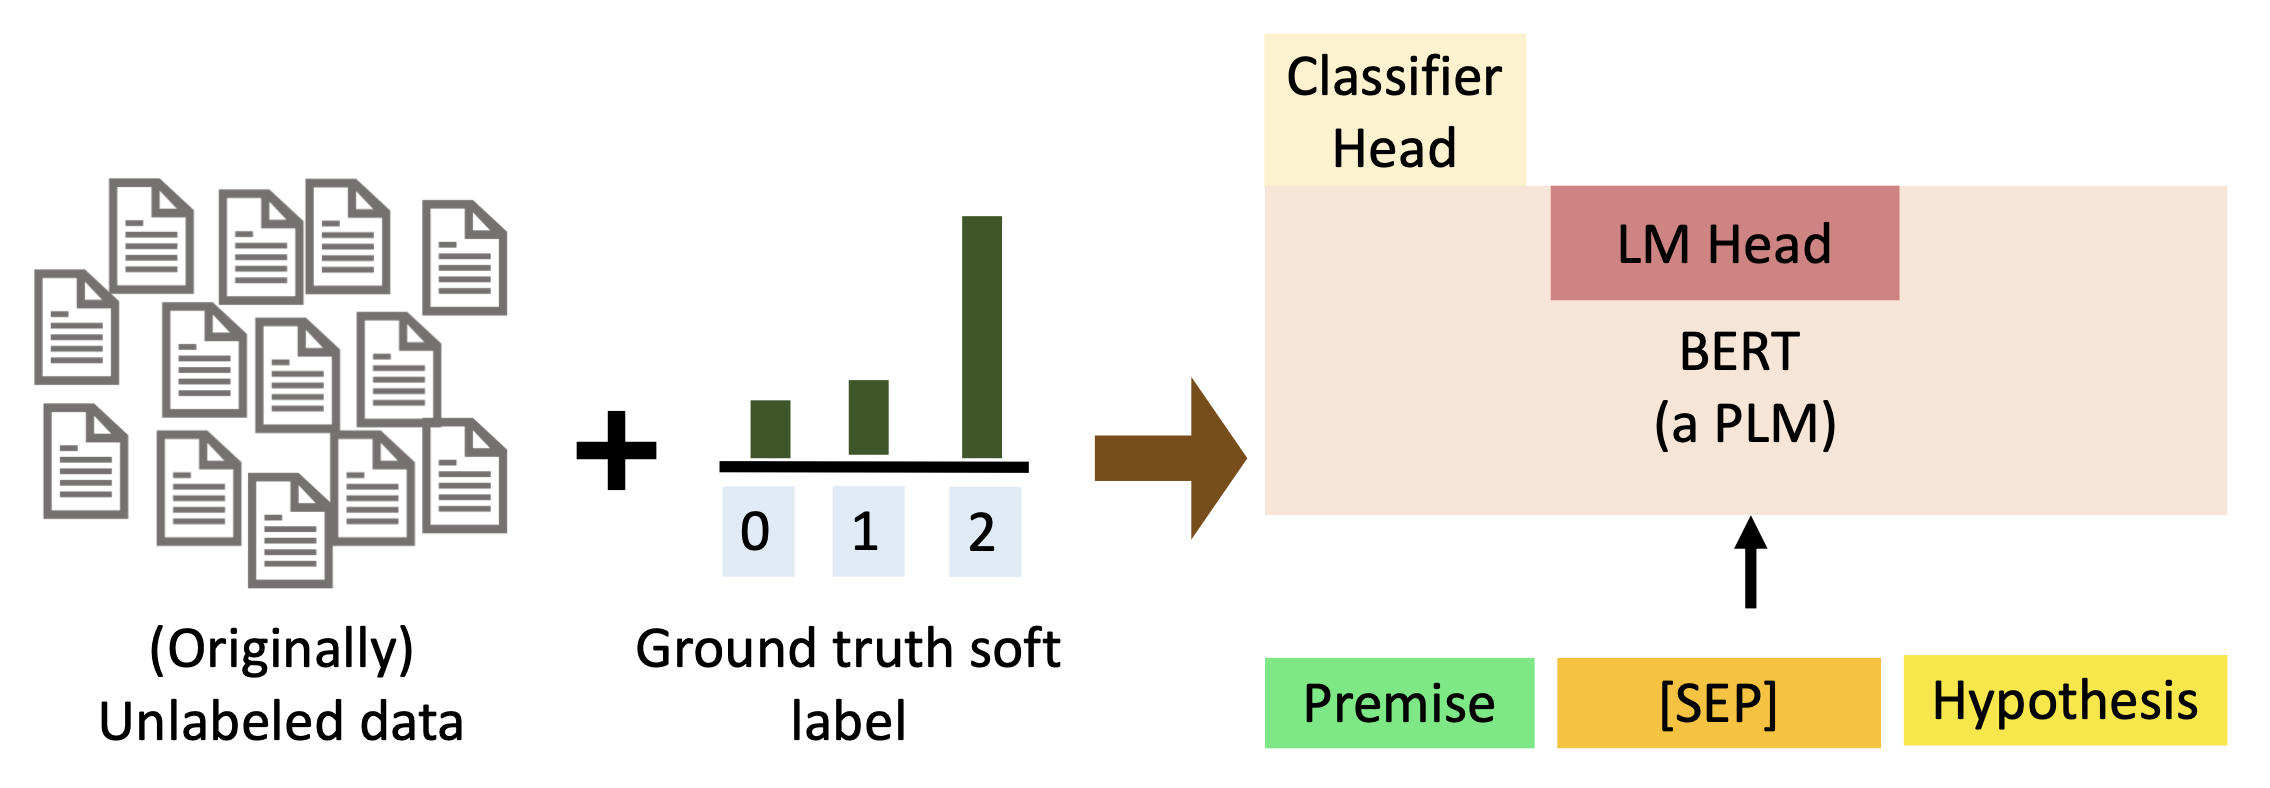 (Originally)
Unlabeled data
0
1
2
Ground truth soft
label
Classifier
Head
LM Head
BERT
(a PLM)
Premise
[SEP]
Hypothesis